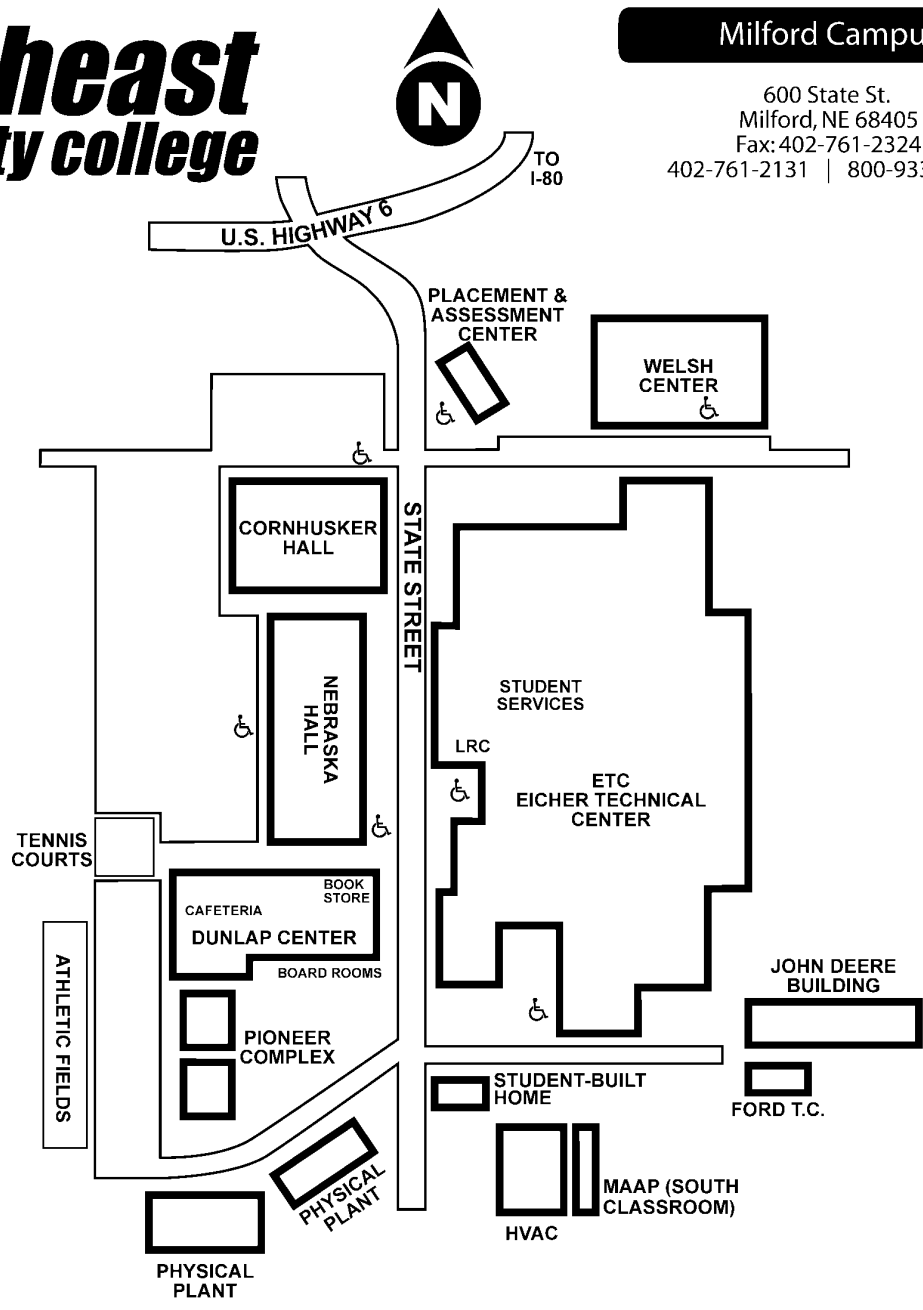 heast
ty college
N
Milford Campu
600 State St.
Milford, NE 68405
Fax: 402-761-2324
402-761-2131 | 800-933
TO
I-80
U.S. HIGHWAY 6
PLACEMENT &
ASSESSMENT
CENTER
WELSH
CENTER
CORNHUSKER
HALL
STATE STREET
NEBRASKA
HALL
STUDENT
SERVICES
LRC
ETC
EICHER TECHNICAL
CENTER
TENNIS
COURTS
BOOK
STORE
CAFETERIA
DUNLAP CENTER
BOARD ROOMS
ATHLETIC FIELDS
PIONEER
COMPLEX
JOHN DEERE
BUILDING
STUDENT-BUILT
HOME
FORD T.C.
PHYSICAL
PLANT
MAAP (SOUTH
CLASSROOM)
HVAC
PHYSICAL
PLANT